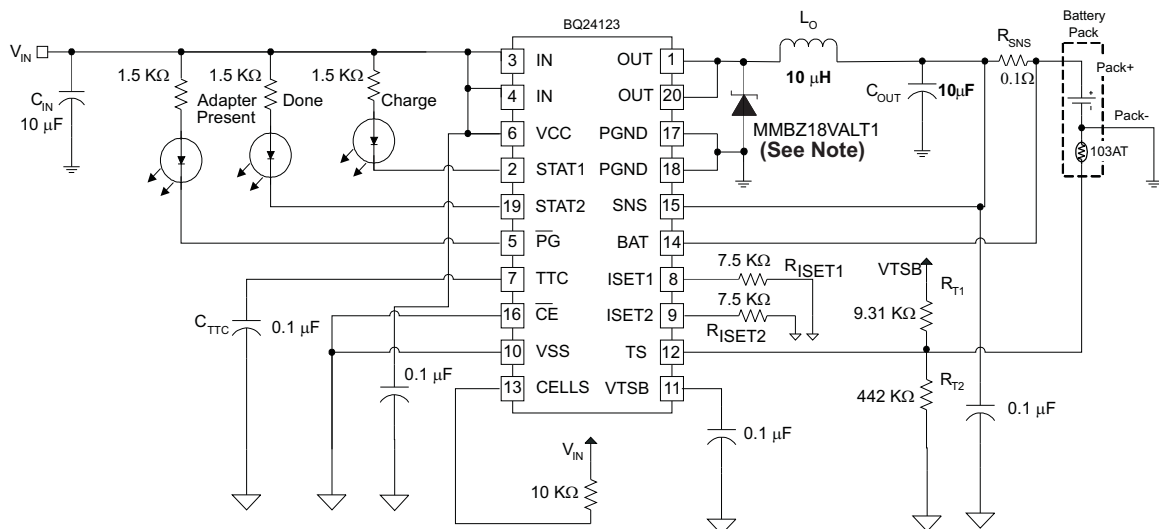 BQ24123
V_IN
C_IN
10 μF
1.5 KΩ
Adapter
Present
1.5 KΩ
Done
1.5 KΩ
Charge
3 IN
4 IN
6 VCC
2 STAT1
19 STAT2
5 P̅G̅
7 TTC
16 C̅E̅
10 VSS
13 CELLS
OUT 1
OUT 20
PGND 17
PGND 18
SNS 15
BAT 14
ISET1 8
ISET2 9
TS 12
VTSB 11
L_O
10 μH
MMBZ18VALT1
(See Note)
C_OUT
10μF
R_SNS
0.1Ω
Battery
Pack
Pack+
+
-
Pack-
103AT
7.5 KΩ
R_ISET1
7.5 KΩ
R_ISET2
VTSB
R_T1
9.31 KΩ
R_T2
442 KΩ
0.1 μF
C_TTC
0.1 μF
0.1 μF
V_IN
10 KΩ
0.1 μF